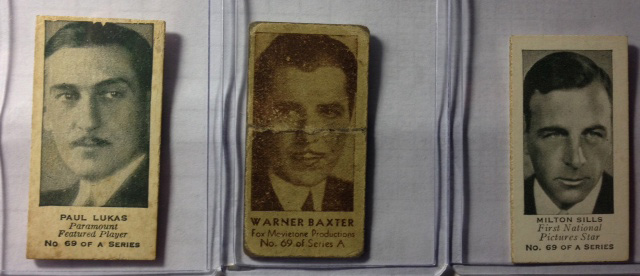 PAUL LUKAS
Paramount
Featured Player
No. 69 OF A SERIES
WARNER BAXTER
Fox Movietone Productions
No. 69 of Series A
MILTON SILLS
First National
Pictures Star
No. 69 OF A SERIES